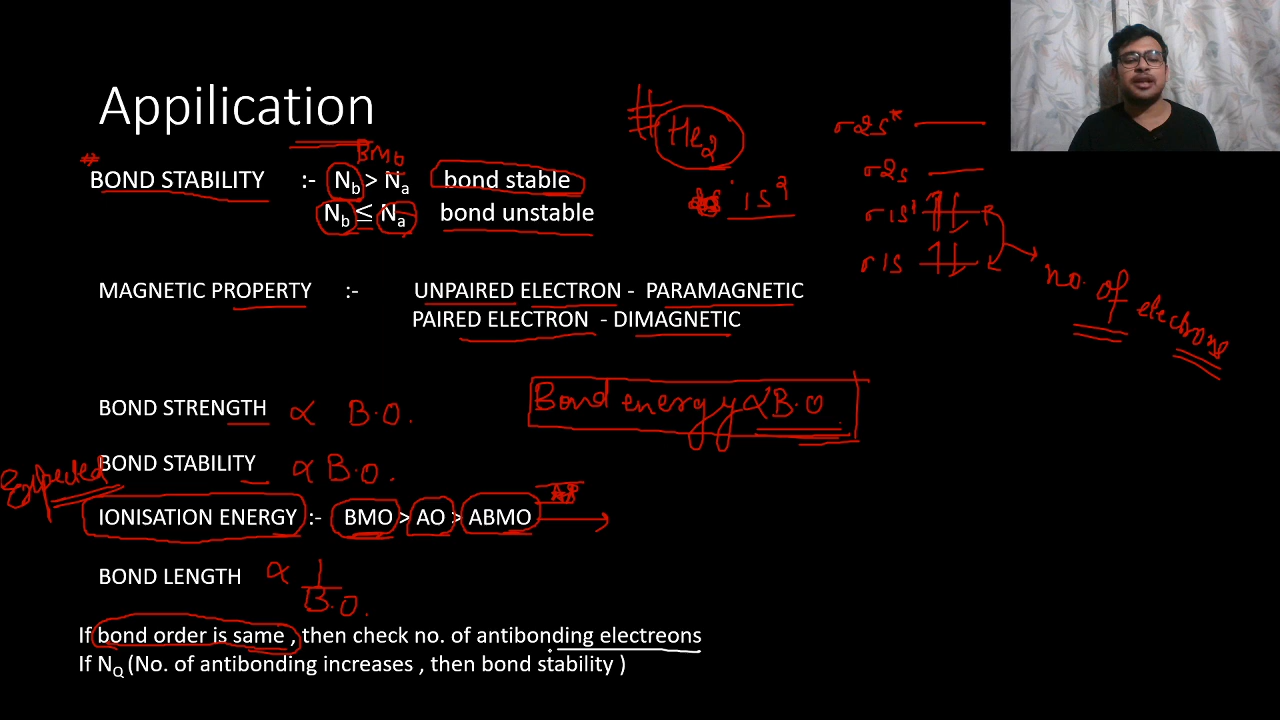 Appilication
BMO
# BOND STABILITY :- Nb > Na bond stable
Nb ≤ Na bond unstable
# He2
1s²
σ2s*
σ2s
σ1s*
σ1s
no. of electrons
MAGNETIC PROPERTY :- UNPAIRED ELECTRON - PARAMAGNETIC
PAIRED ELECTRON - DIMAGNETIC
BOND STRENGTH ∝ B.O.
Bond energy ∝ B.O
BOND STABILITY ∝ B.O.
Expected
IONISATION ENERGY :- BMO > AO > ABMO
BOND LENGTH ∝ 1/B.O.
If bond order is same , then check no. of antibonding electreons
If NQ (No. of antibonding increases , then bond stability )